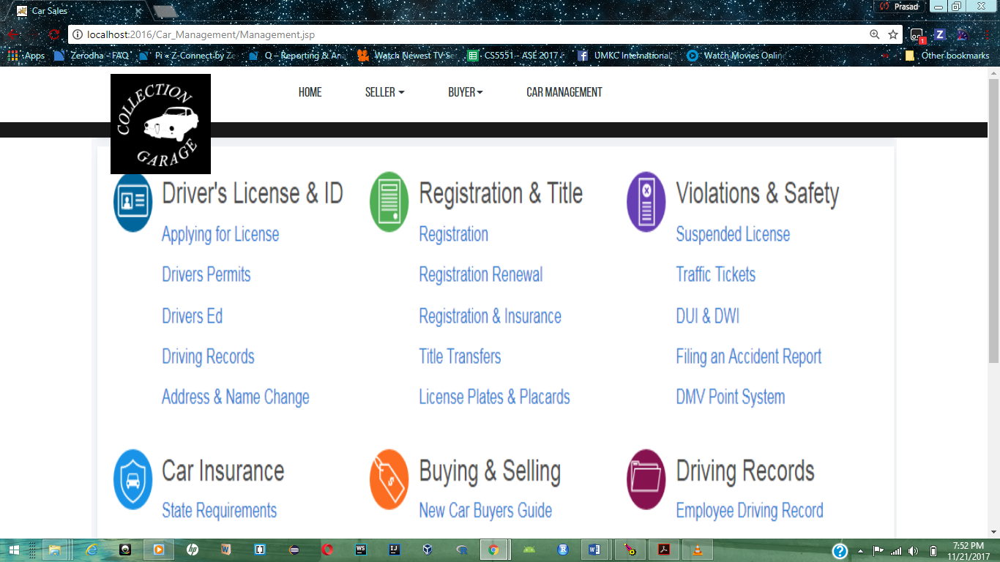 Car Sales
Prasad
localhost:2016/Car_Management/Management.jsp
Apps Zerodha - FAQ Pi « Z-Connect by Ze Q – Reporting & Ana Watch Newest TV Se CS5551 - ASE 2017 F UMKC International Watch Movies Online Other bookmarks
COLLECTION GARAGE
HOME SELLER BUYER CAR MANAGEMENT
Driver's License & ID
Applying for License
Drivers Permits
Drivers Ed
Driving Records
Address & Name Change
Registration & Title
Registration
Registration Renewal
Registration & Insurance
Title Transfers
License Plates & Placards
Violations & Safety
Suspended License
Traffic Tickets
DUI & DWI
Filing an Accident Report
DMV Point System
Car Insurance
State Requirements
Buying & Selling
New Car Buyers Guide
Driving Records
Employee Driving Record
7:52 PM
11/21/2017